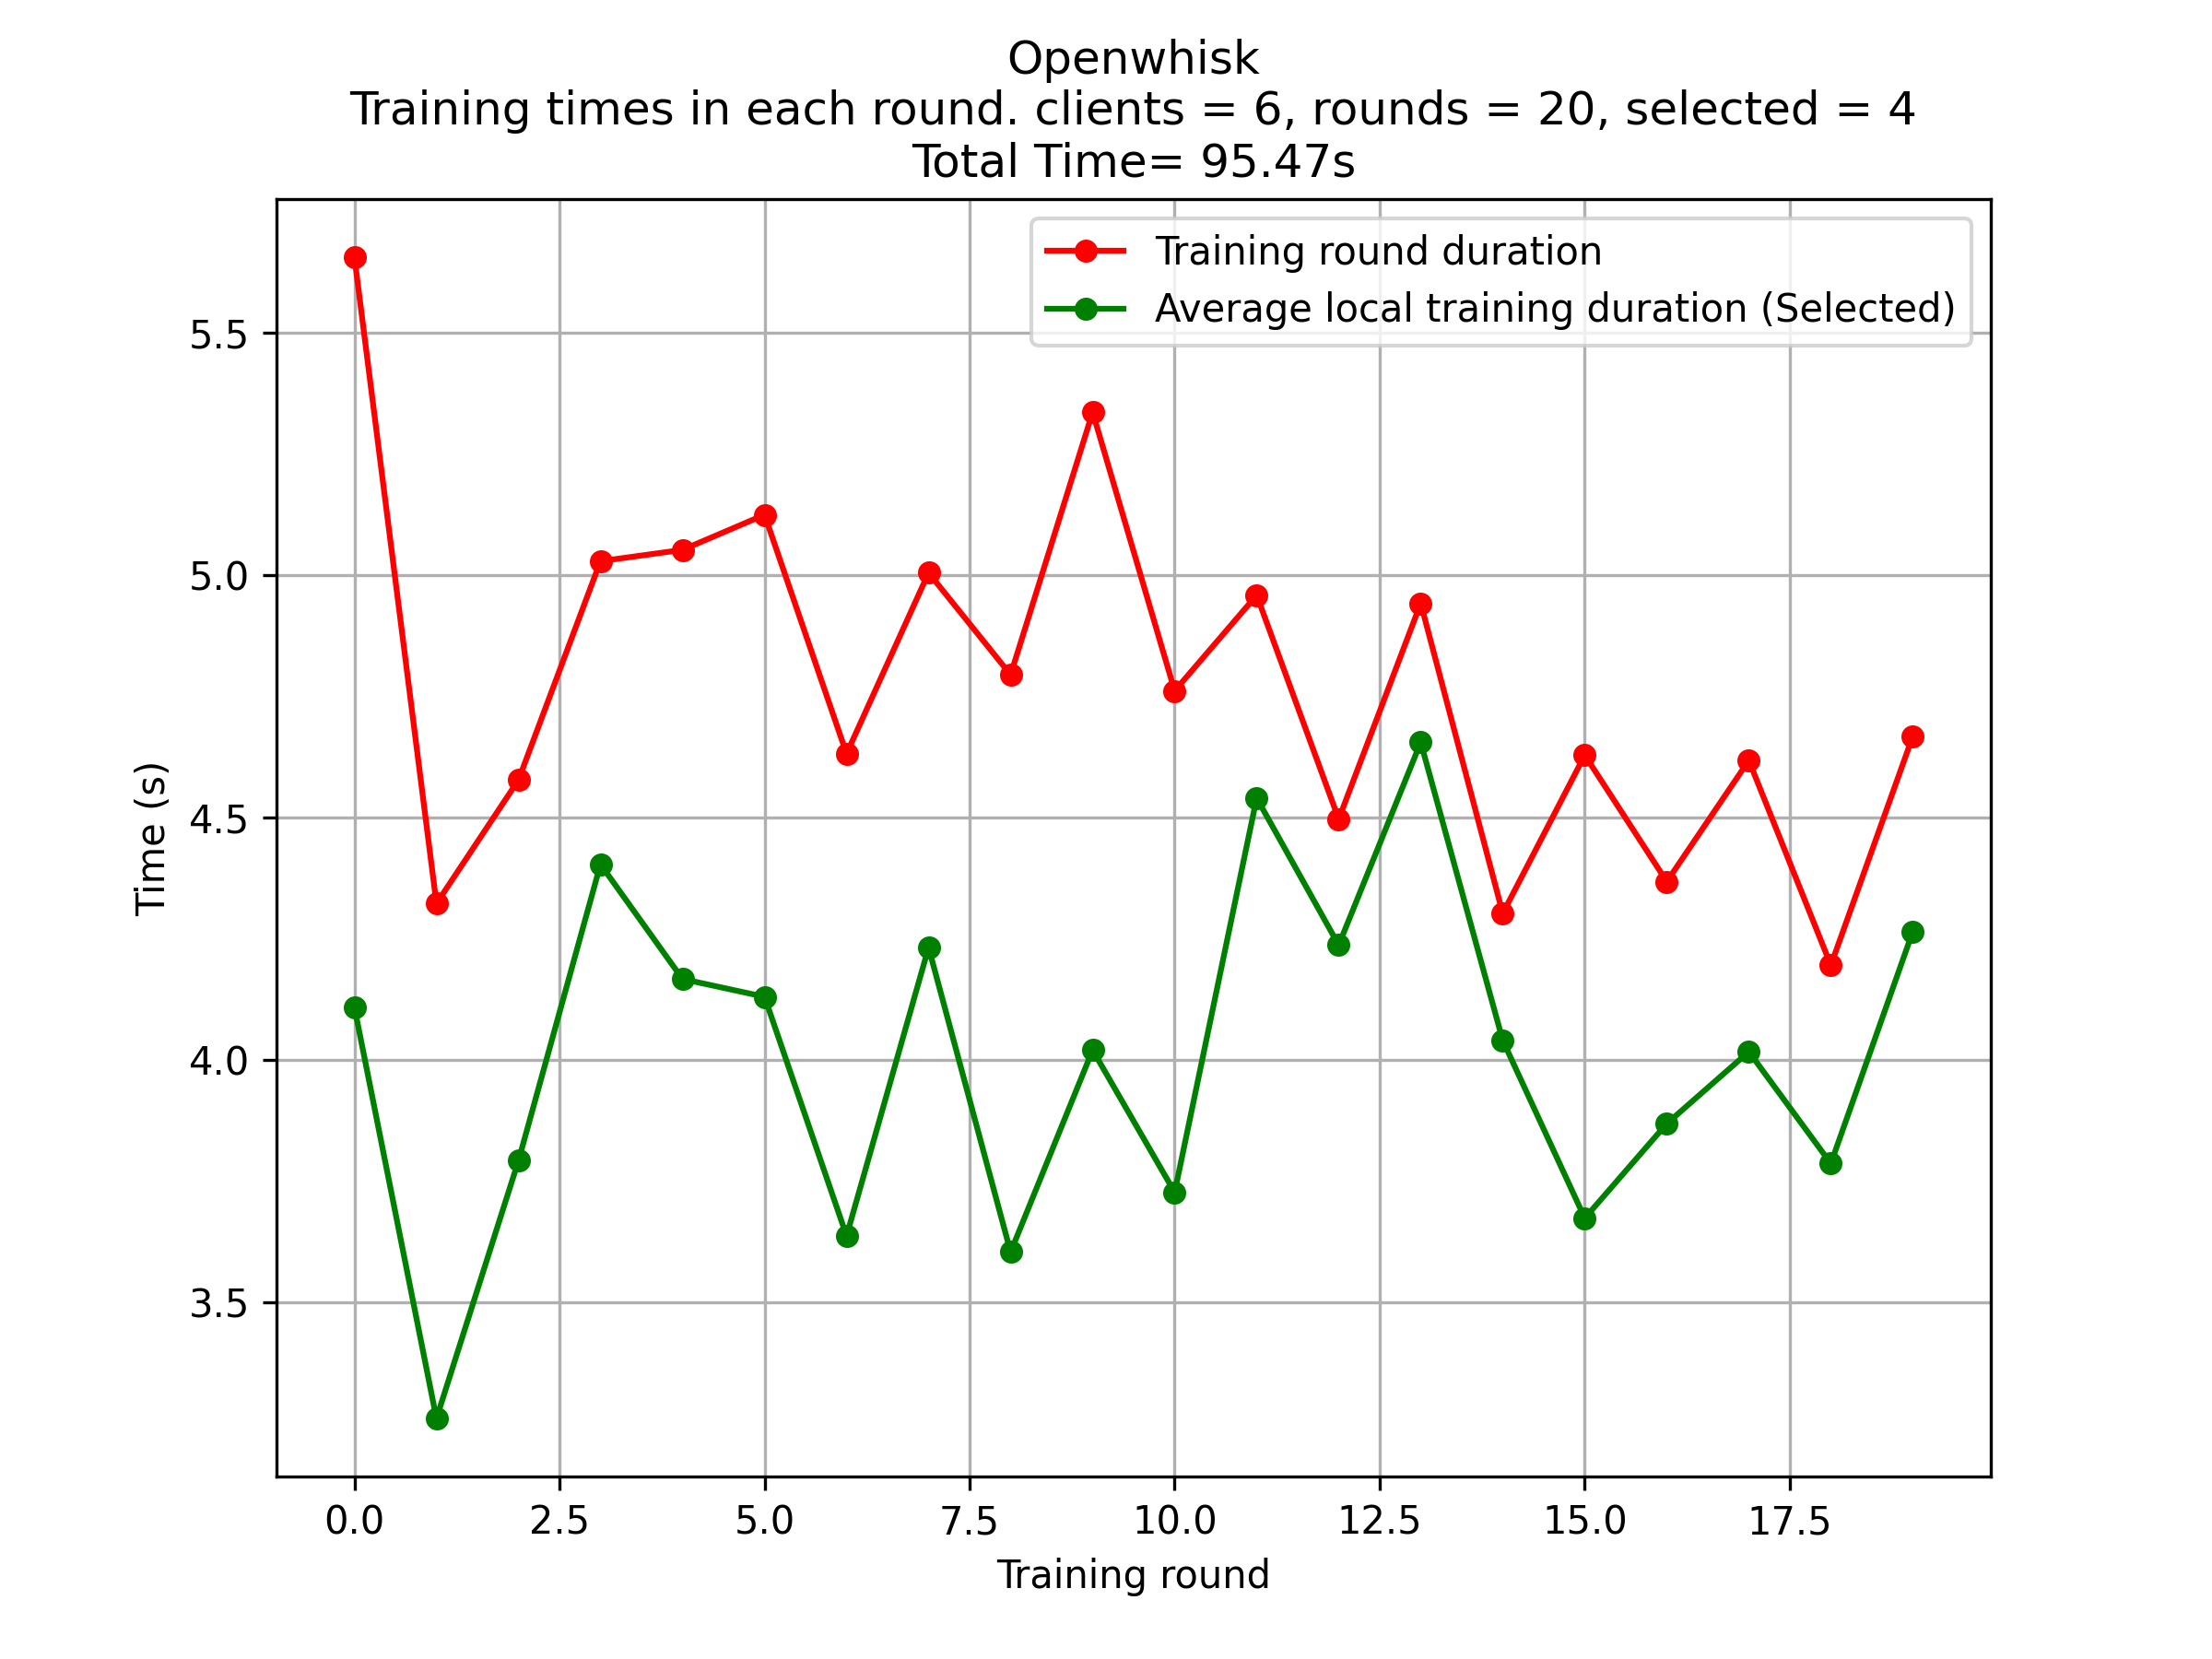 Openwhisk
Training times in each round. clients = 6, rounds = 20, selected = 4
Total Time= 95.47s
Training round duration
Average local training duration (Selected)
5.5
5.0
4.5
4.0
3.5
Time (s)
0.0 2.5 5.0 7.5 10.0 12.5 15.0 17.5
Training round